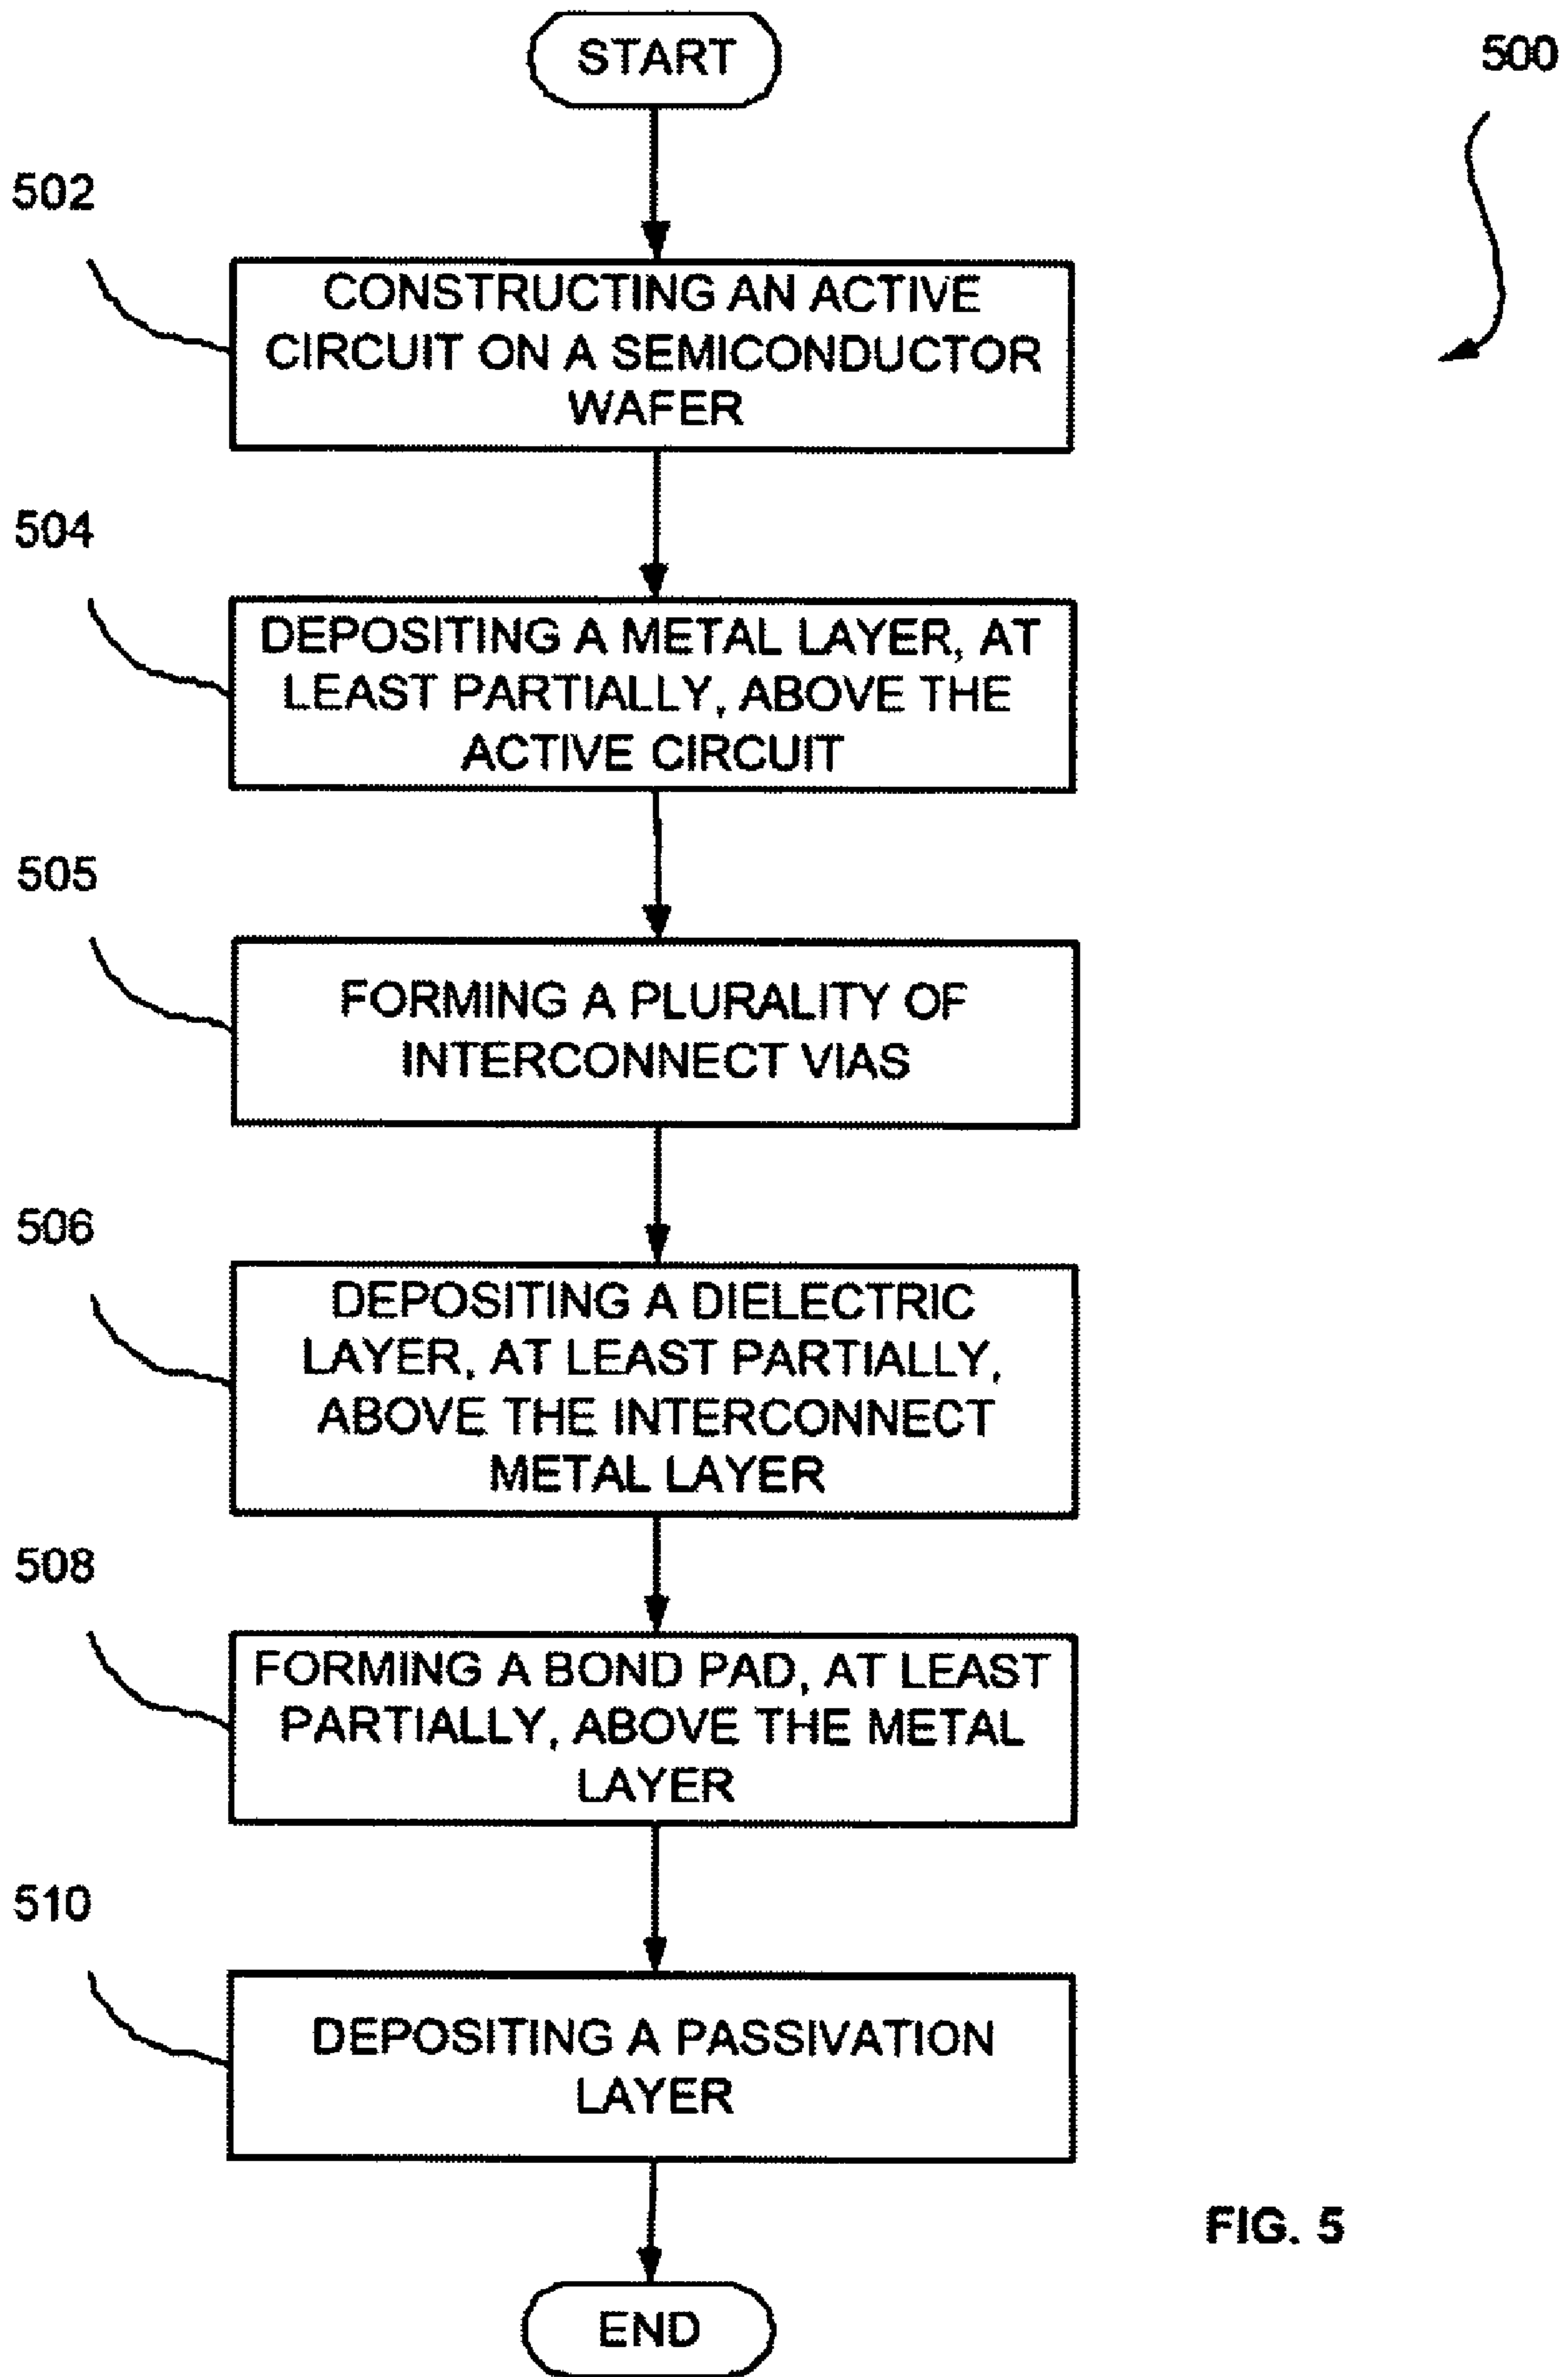 START
500
502
CONSTRUCTING AN ACTIVE
CIRCUIT ON A SEMICONDUCTOR
WAFER
504
DEPOSITING A METAL LAYER, AT
LEAST PARTIALLY, ABOVE THE
ACTIVE CIRCUIT
505
FORMING A PLURALITY OF
INTERCONNECT VIAS
506
DEPOSITING A DIELECTRIC
LAYER, AT LEAST PARTIALLY,
ABOVE THE INTERCONNECT
METAL LAYER
508
FORMING A BOND PAD, AT LEAST
PARTIALLY, ABOVE THE METAL
LAYER
510
DEPOSITING A PASSIVATION
LAYER
FIG. 5
END